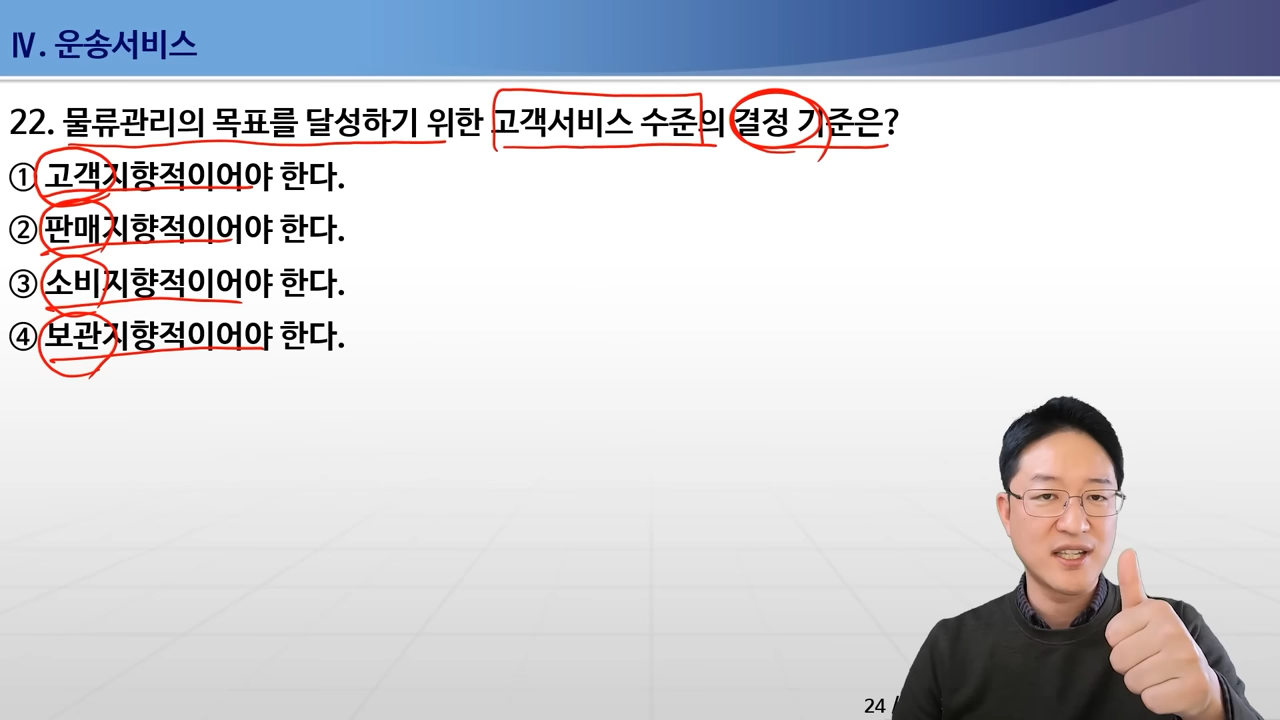 Ⅳ. 운송서비스
22. 물류관리의 목표를 달성하기 위한 고객서비스 수준의 결정 기준은?
① 고객지향적이어야 한다.
② 판매지향적이어야 한다.
③ 소비지향적이어야 한다.
④ 보관지향적이어야 한다.
24 /